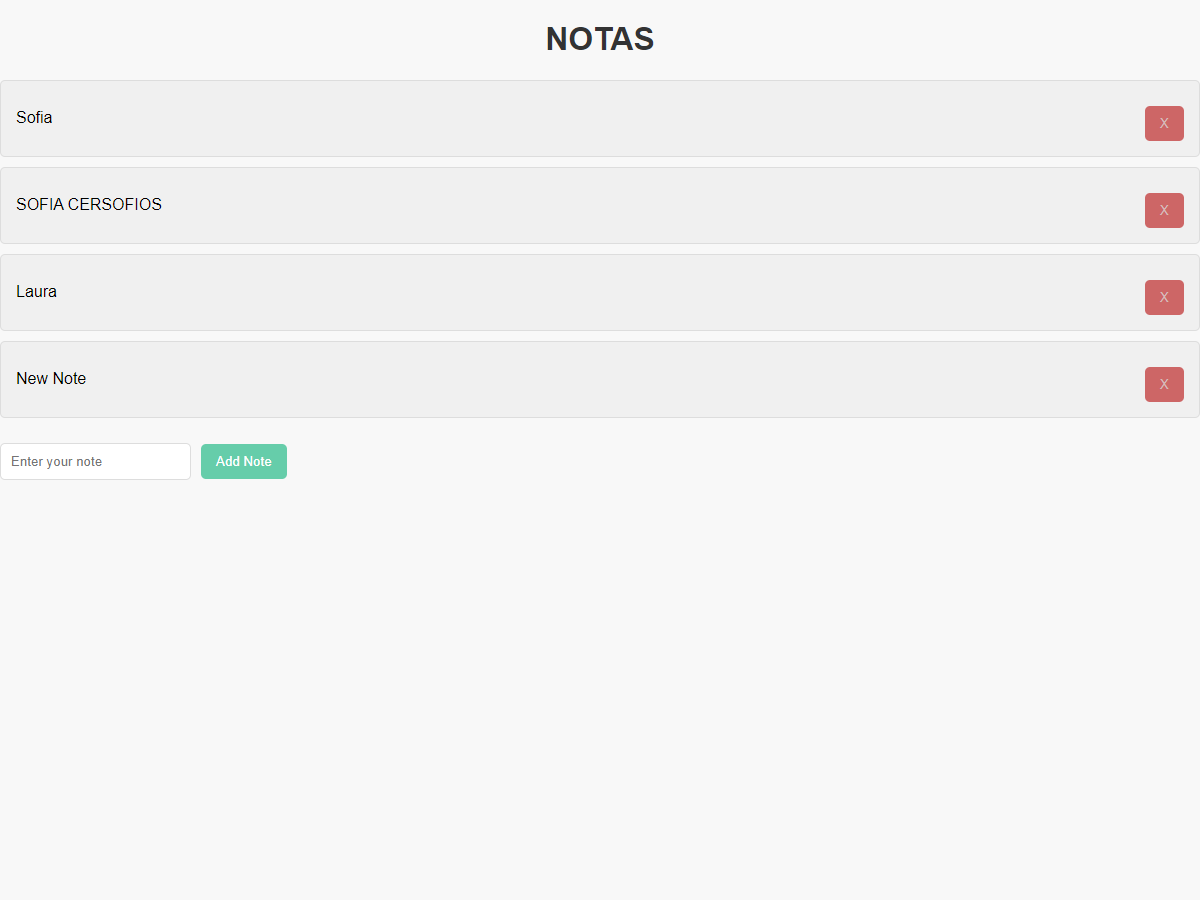 NOTAS
Sofia
X
SOFIA CERSOFIOS
X
Laura
X
New Note
X
Enter your note
Add Note